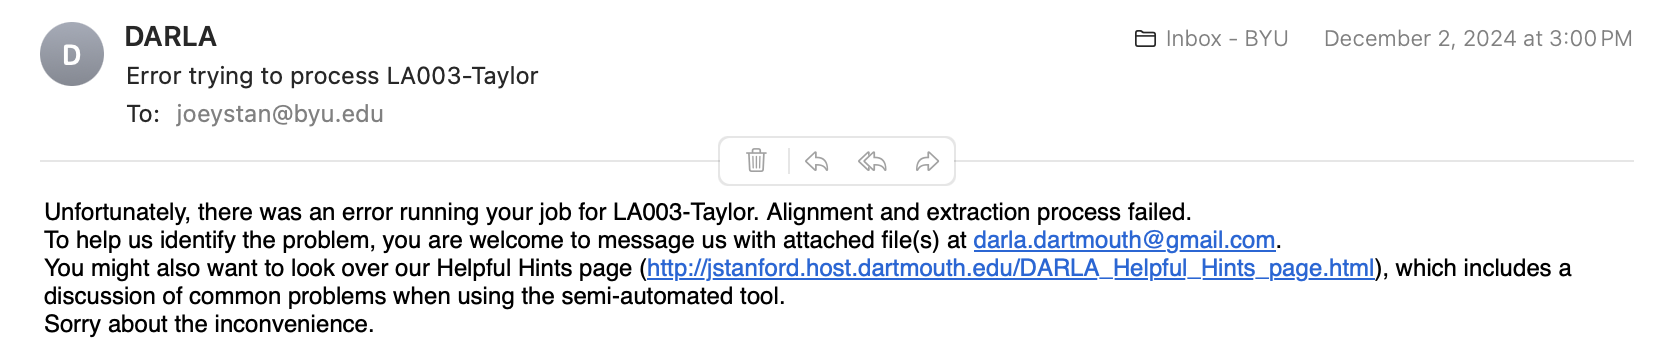 D
DARLA
Inbox - BYU December 2, 2024 at 3:00 PM
Error trying to process LA003-Taylor
To: joeystan@byu.edu
Unfortunately, there was an error running your job for LA003-Taylor. Alignment and extraction process failed.
To help us identify the problem, you are welcome to message us with attached file(s) at darla.dartmouth@gmail.com.
You might also want to look over our Helpful Hints page (http://jstanford.host.dartmouth.edu/DARLA_Helpful_Hints_page.html), which includes a
discussion of common problems when using the semi-automated tool.
Sorry about the inconvenience.